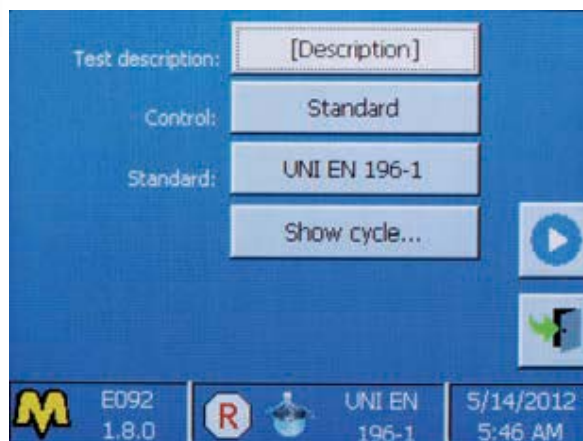 Test description: [Description]
Control: Standard
Standard: UNI EN 196-1
Show cycle...
E092
1.8.0
R
UNI EN
196-1
5/14/2012
5:46 AM